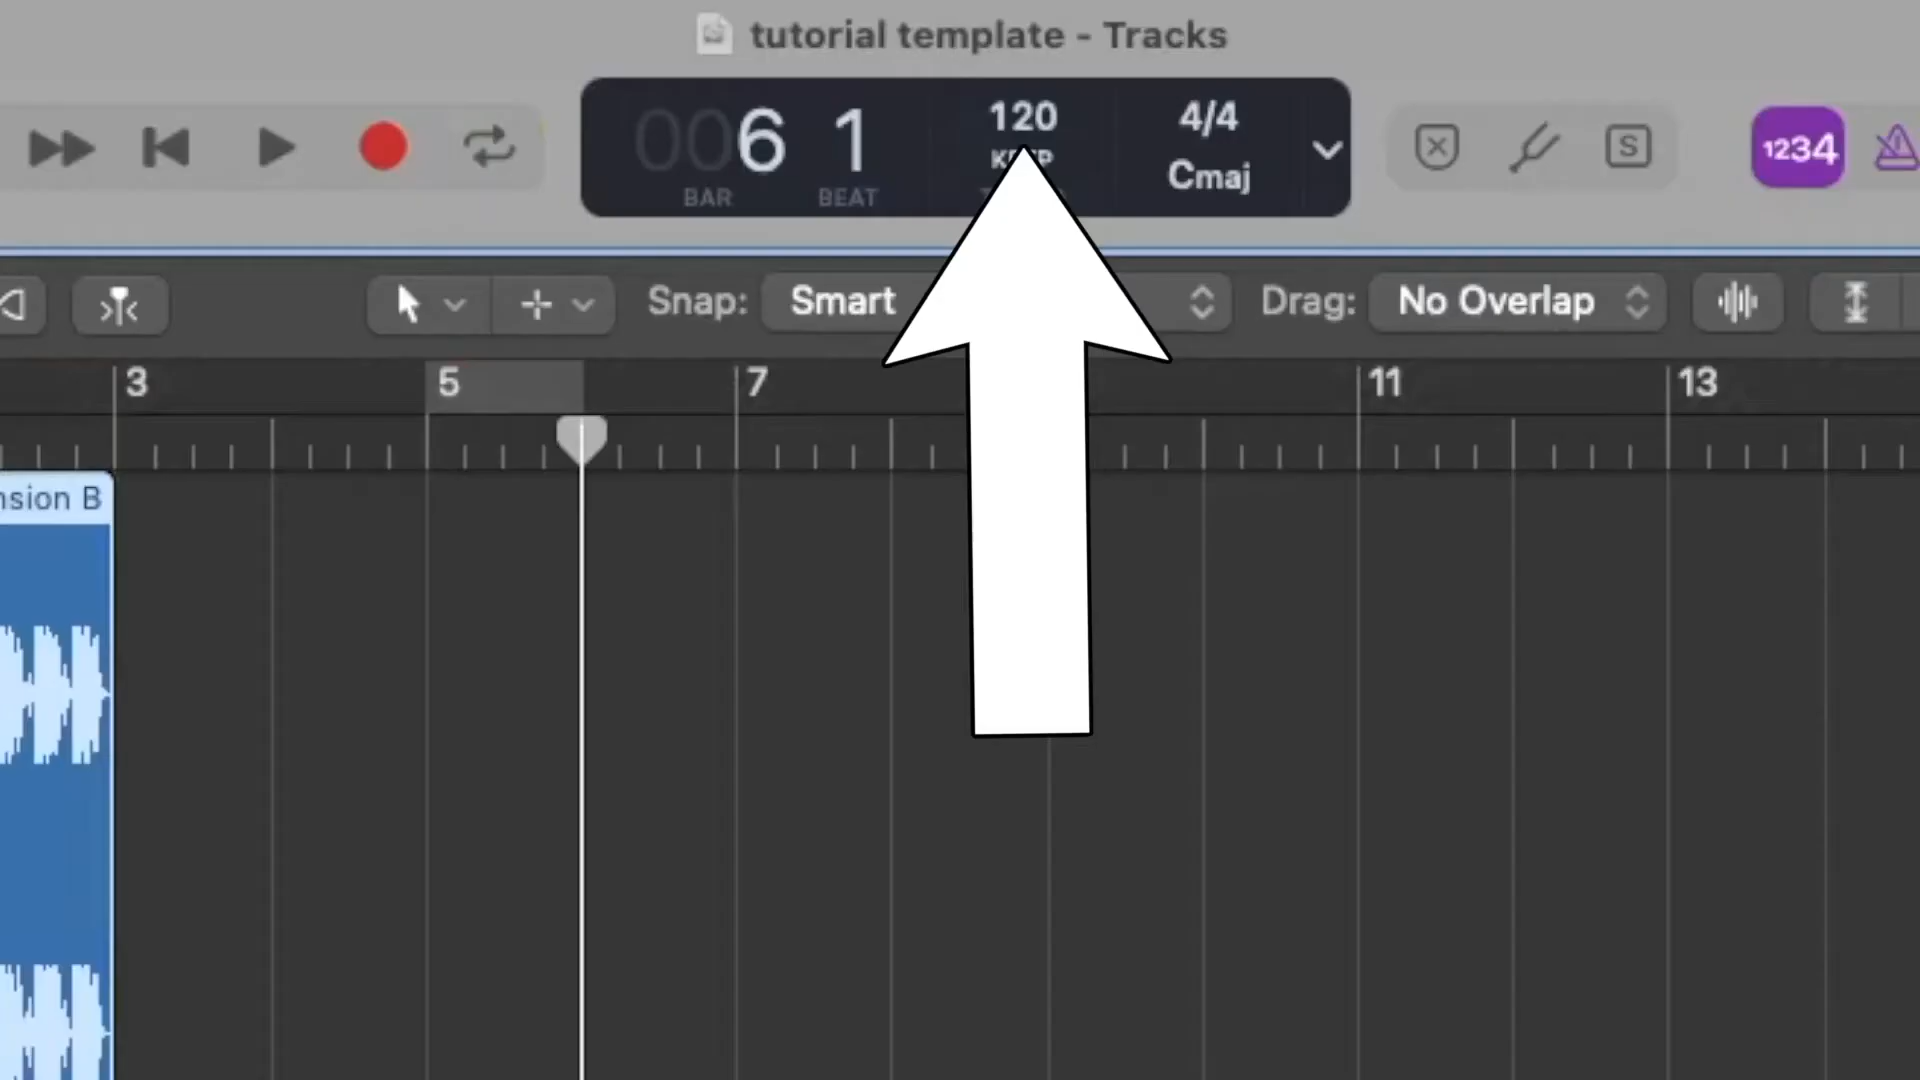 tutorial template - Tracks
006 1 120 4/4
Cmaj
BAR BEAT
1234
S
Snap: Smart Drag: No Overlap
3 5 7 11 13
nsion B